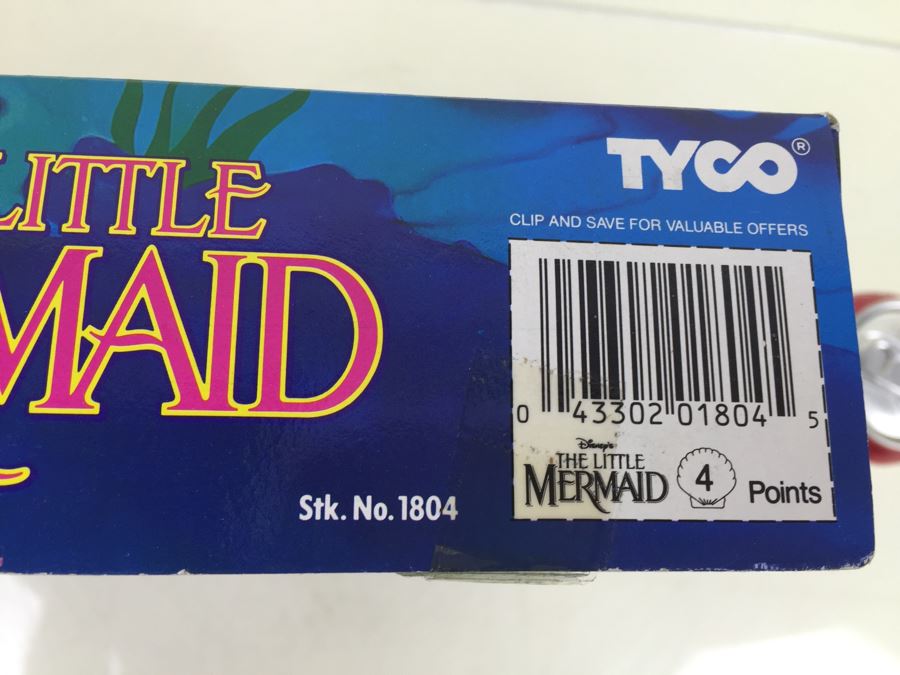 LITTLE
MAID
TYCO®
CLIP AND SAVE FOR VALUABLE OFFERS
0 43302 01804 5
Disney's
THE LITTLE
MERMAID
4 Points
Stk. No. 1804